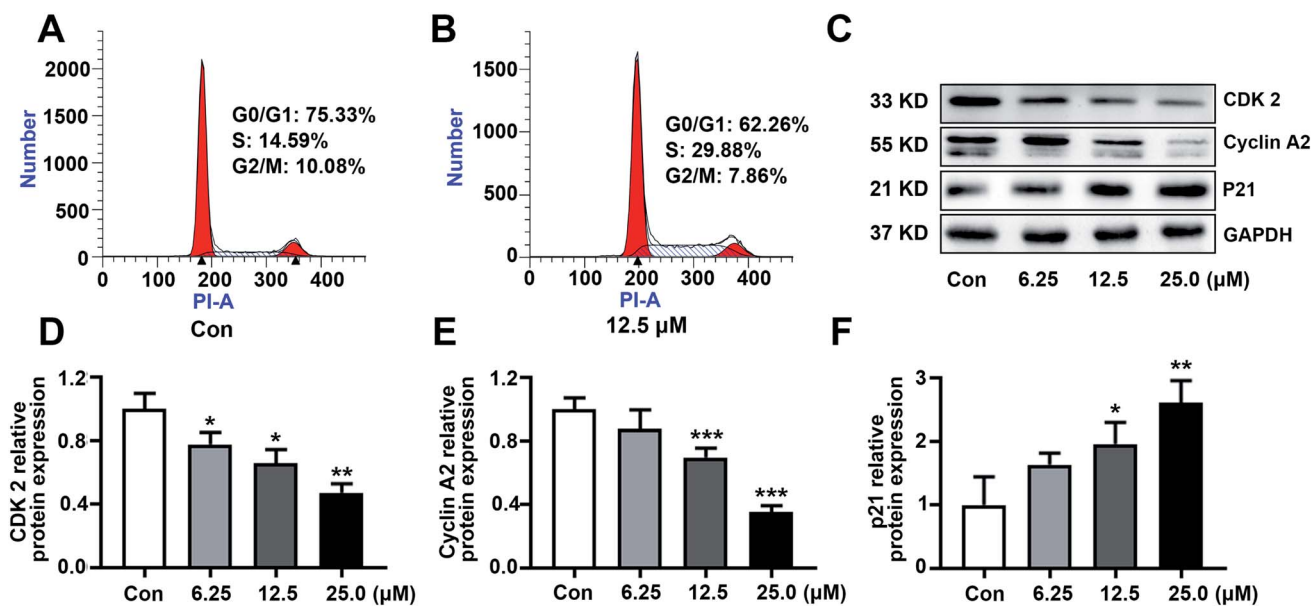 A
2000
1500
1000
500
0
Number
G0/G1: 75.33%
S: 14.59%
G2/M: 10.08%
0 100 200 300 400
PI-A
Con
B
1500
1000
500
0
Number
G0/G1: 62.26%
S: 29.88%
G2/M: 7.86%
0 100 200 300 400
PI-A
12.5 μM
C
33 KD CDK 2
55 KD Cyclin A2
21 KD P21
37 KD GAPDH
Con 6.25 12.5 25.0 (μM)
D
CDK 2 relative
protein expression
1.2
0.8
0.4
0.0
* * **
Con 6.25 12.5 25.0 (μM)
E
Cyclin A2 relative
protein expression
1.2
0.8
0.4
0.0
*** ***
Con 6.25 12.5 25.0 (μM)
F
p21 relative
protein expression
3
2
1
0
* **
Con 6.25 12.5 25.0 (μM)